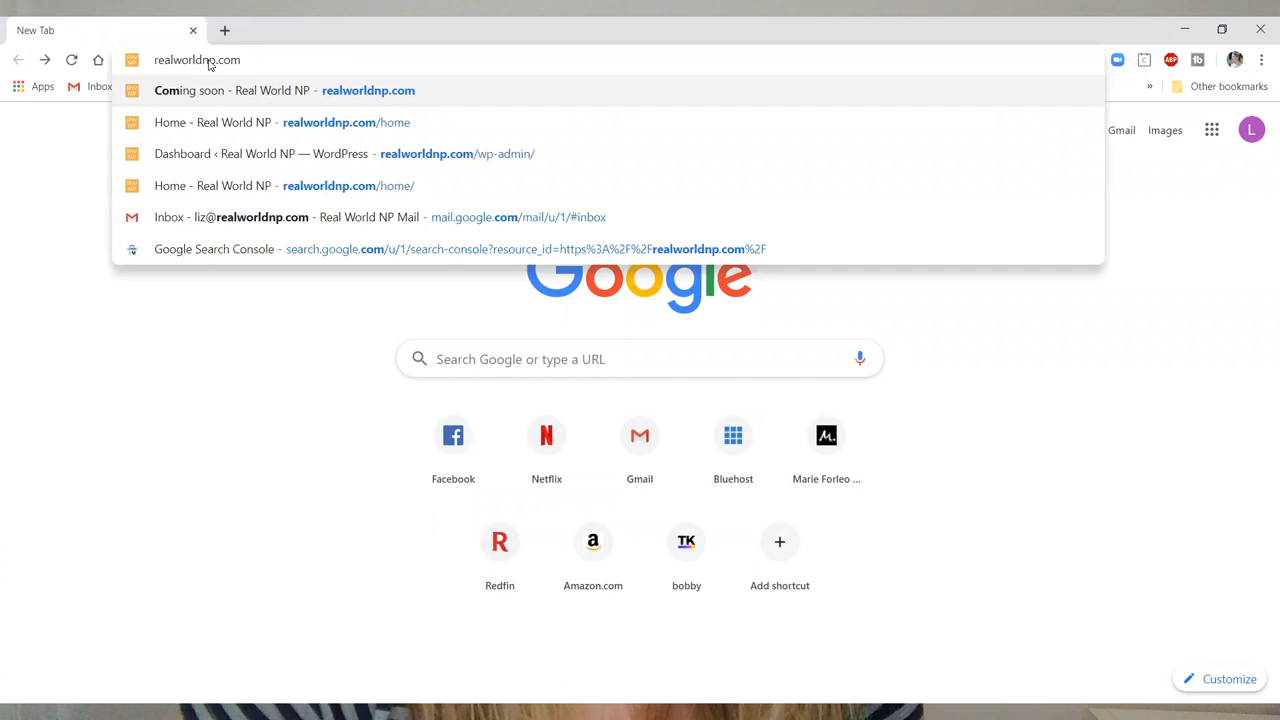 New Tab
realworldnp.com
Coming soon - Real World NP - realworldnp.com
Apps
Inbox
Other bookmarks
Home - Real World NP - realworldnp.com/home
Dashboard ‹ Real World NP — WordPress - realworldnp.com/wp-admin/
Home - Real World NP - realworldnp.com/home/
Inbox - liz@realworldnp.com - Real World NP Mail - mail.google.com/mail/u/1/#inbox
Google Search Console - search.google.com/u/1/search-console?resource_id=https%3A%2F%2Frealworldnp.com%2F
Gmail Images
L
Google
Search Google or type a URL
Facebook Netflix Gmail Bluehost Marie Forleo ...
Redfin Amazon.com bobby Add shortcut
Customize